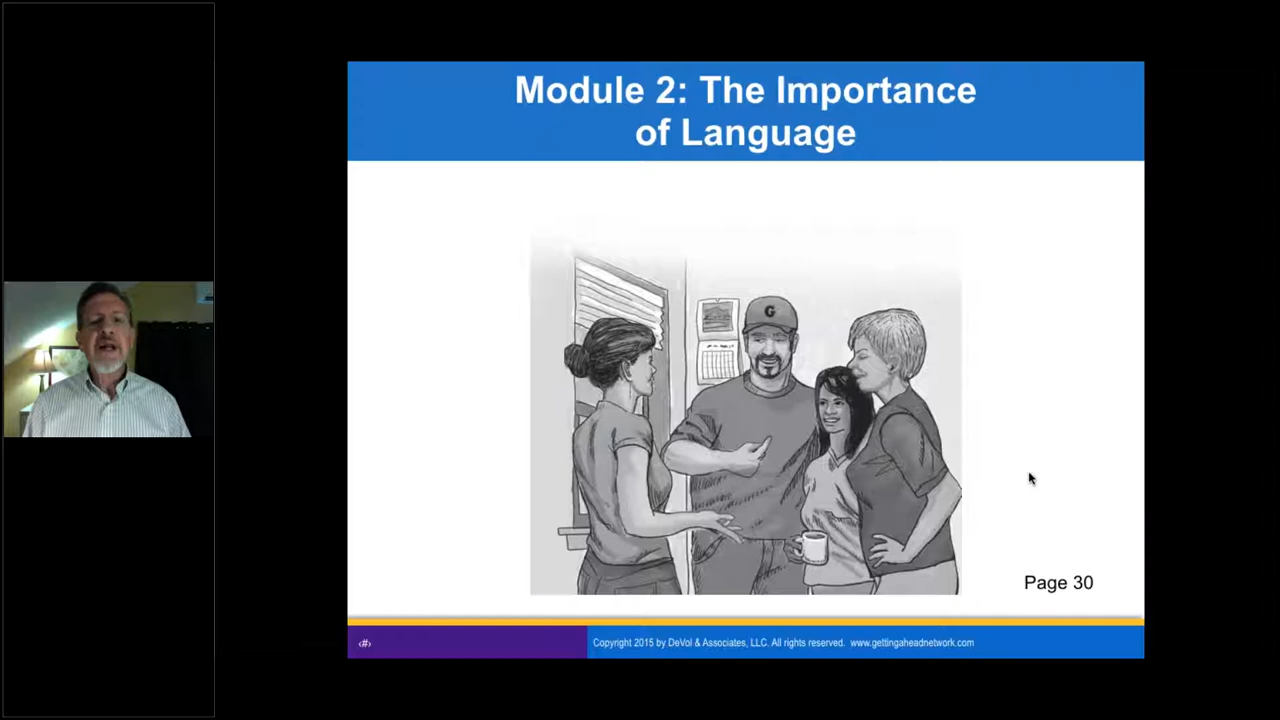 Module 2: The Importance
of Language
G
Page 30
‹#›
Copyright 2015 by DeVol & Associates, LLC. All rights reserved. www.gettingaheadnetwork.com